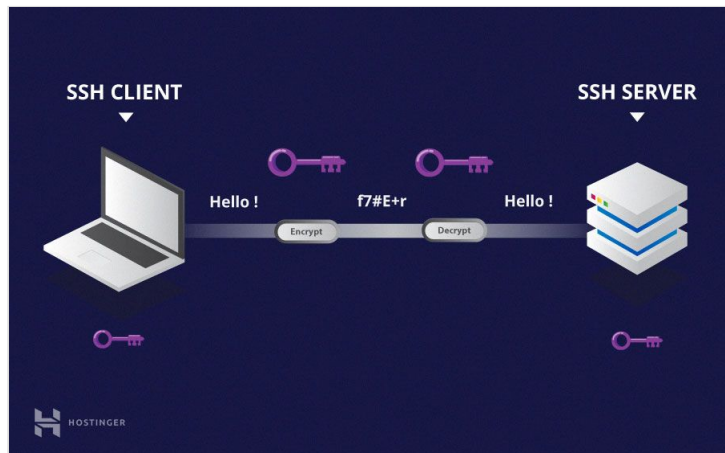 SSH CLIENT
SSH SERVER
Hello !
f7#E+r
Hello !
Encrypt
Decrypt
HOSTINGER